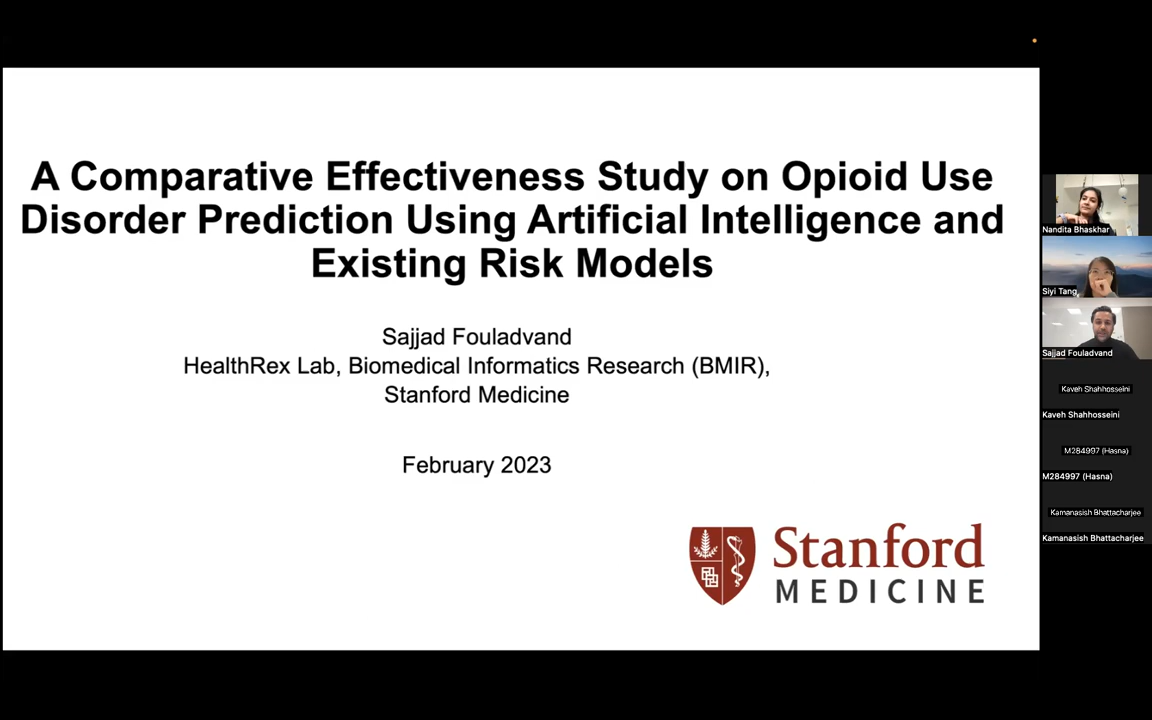 A Comparative Effectiveness Study on Opioid Use
Disorder Prediction Using Artificial Intelligence and
Existing Risk Models
Sajjad Fouladvand
HealthRex Lab, Biomedical Informatics Research (BMIR),
Stanford Medicine
February 2023
Stanford
MEDICINE
Nandita Bhaskhar
Siyi Tang
Sajjad Fouladvand
Kaveh Shahhosseini
Kaveh Shahhosseini
M284997 (Hasna)
M284997 (Hasna)
Kamanasish Bhattacharjee
Kamanasish Bhattacharjee